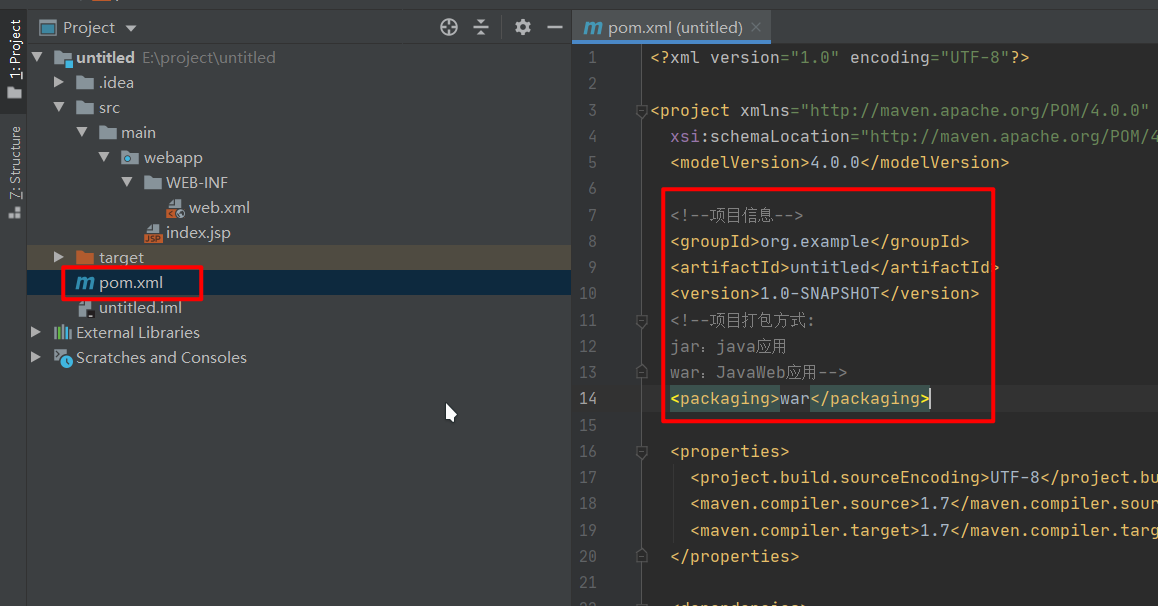 1: Project
Z: Structure
Project
untitled E:\project\untitled
.idea
src
main
webapp
WEB-INF
web.xml
index.jsp
target
pom.xml
untitled.iml
External Libraries
Scratches and Consoles
pom.xml (untitled)
1 <?xml version="1.0" encoding="UTF-8"?>
2
3 <project xmlns="http://maven.apache.org/POM/4.0.0"
4 xsi:schemaLocation="http://maven.apache.org/POM/4
5 <modelVersion>4.0.0</modelVersion>
6
7 <!--项目信息-->
8 <groupId>org.example</groupId>
9 <artifactId>untitled</artifactId>
10 <version>1.0-SNAPSHOT</version>
11 <!--项目打包方式:
12 jar: java应用
13 war: JavaWeb应用-->
14 <packaging>war</packaging>
15
16 <properties>
17 <project.build.sourceEncoding>UTF-8</project.bu
18 <maven.compiler.source>1.7</maven.compiler.sour
19 <maven.compiler.target>1.7</maven.compiler.targ
20 </properties>
21